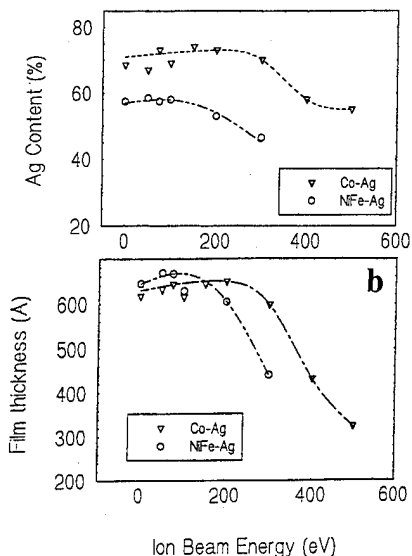 80
60
40
20
Ag Content (%)
Co-Ag
NiFe-Ag
0
200
400
600
b
600
500
400
300
200
Film thickness (A)
Co-Ag
NiFe-Ag
0
200
400
600
Ion Beam Energy (eV)